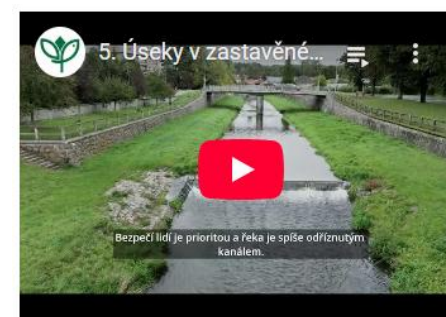 5. Úseky v zastavěné...
Bezpečí lidí je prioritou a řeka je spíše odříznutým
kanálem.